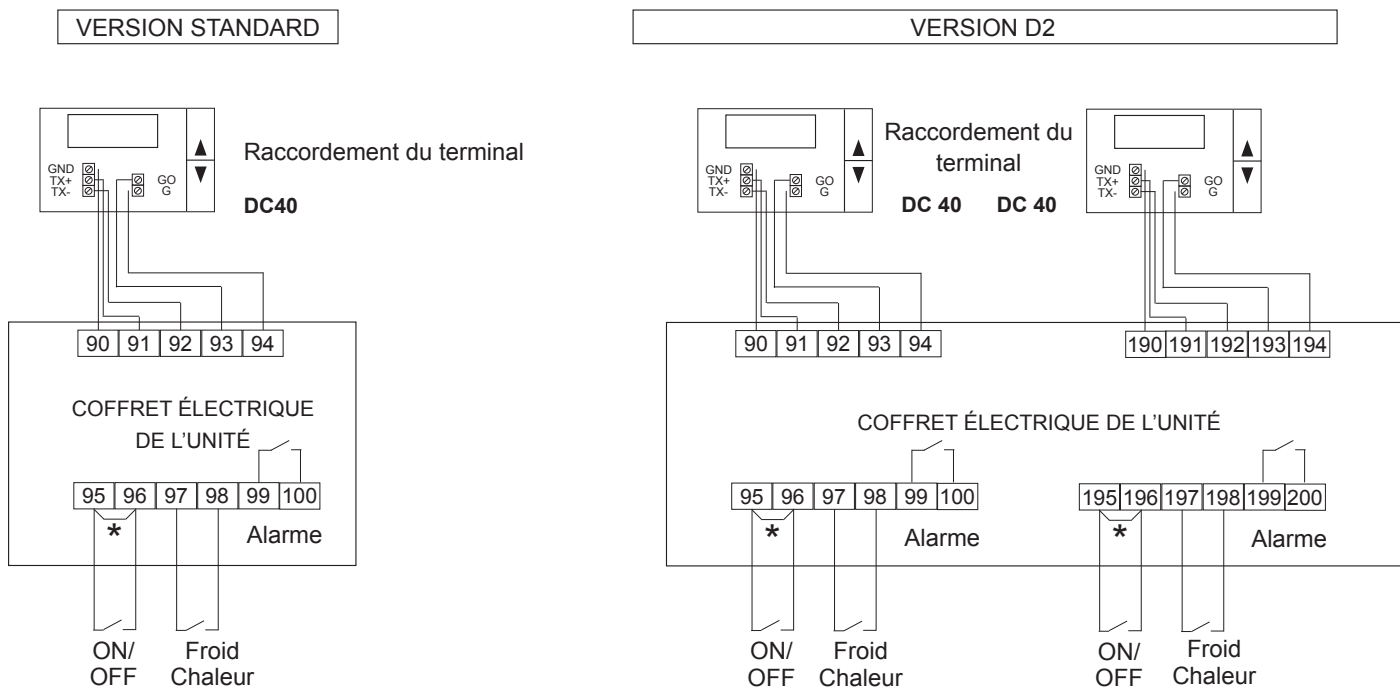 VERSION STANDARD
VERSION D2
GND
TX+
TX-
GO
G
Raccordement du terminal
DC40
GND
TX+
TX-
GO
G
Raccordement du
terminal
DC 40 DC 40
GND
TX+
TX-
GO
G
90 91 92 93 94
90 91 92 93 94
190 191 192 193 194
COFFRET ÉLECTRIQUE
DE L'UNITÉ
COFFRET ÉLECTRIQUE DE L'UNITÉ
95 96 97 98 99 100
* Alarme
95 96 97 98 99 100
* Alarme
195 196 197 198 199 200
* Alarme
ON/
OFF
Froid
Chaleur
ON/
OFF
Froid
Chaleur
ON/
OFF
Froid
Chaleur